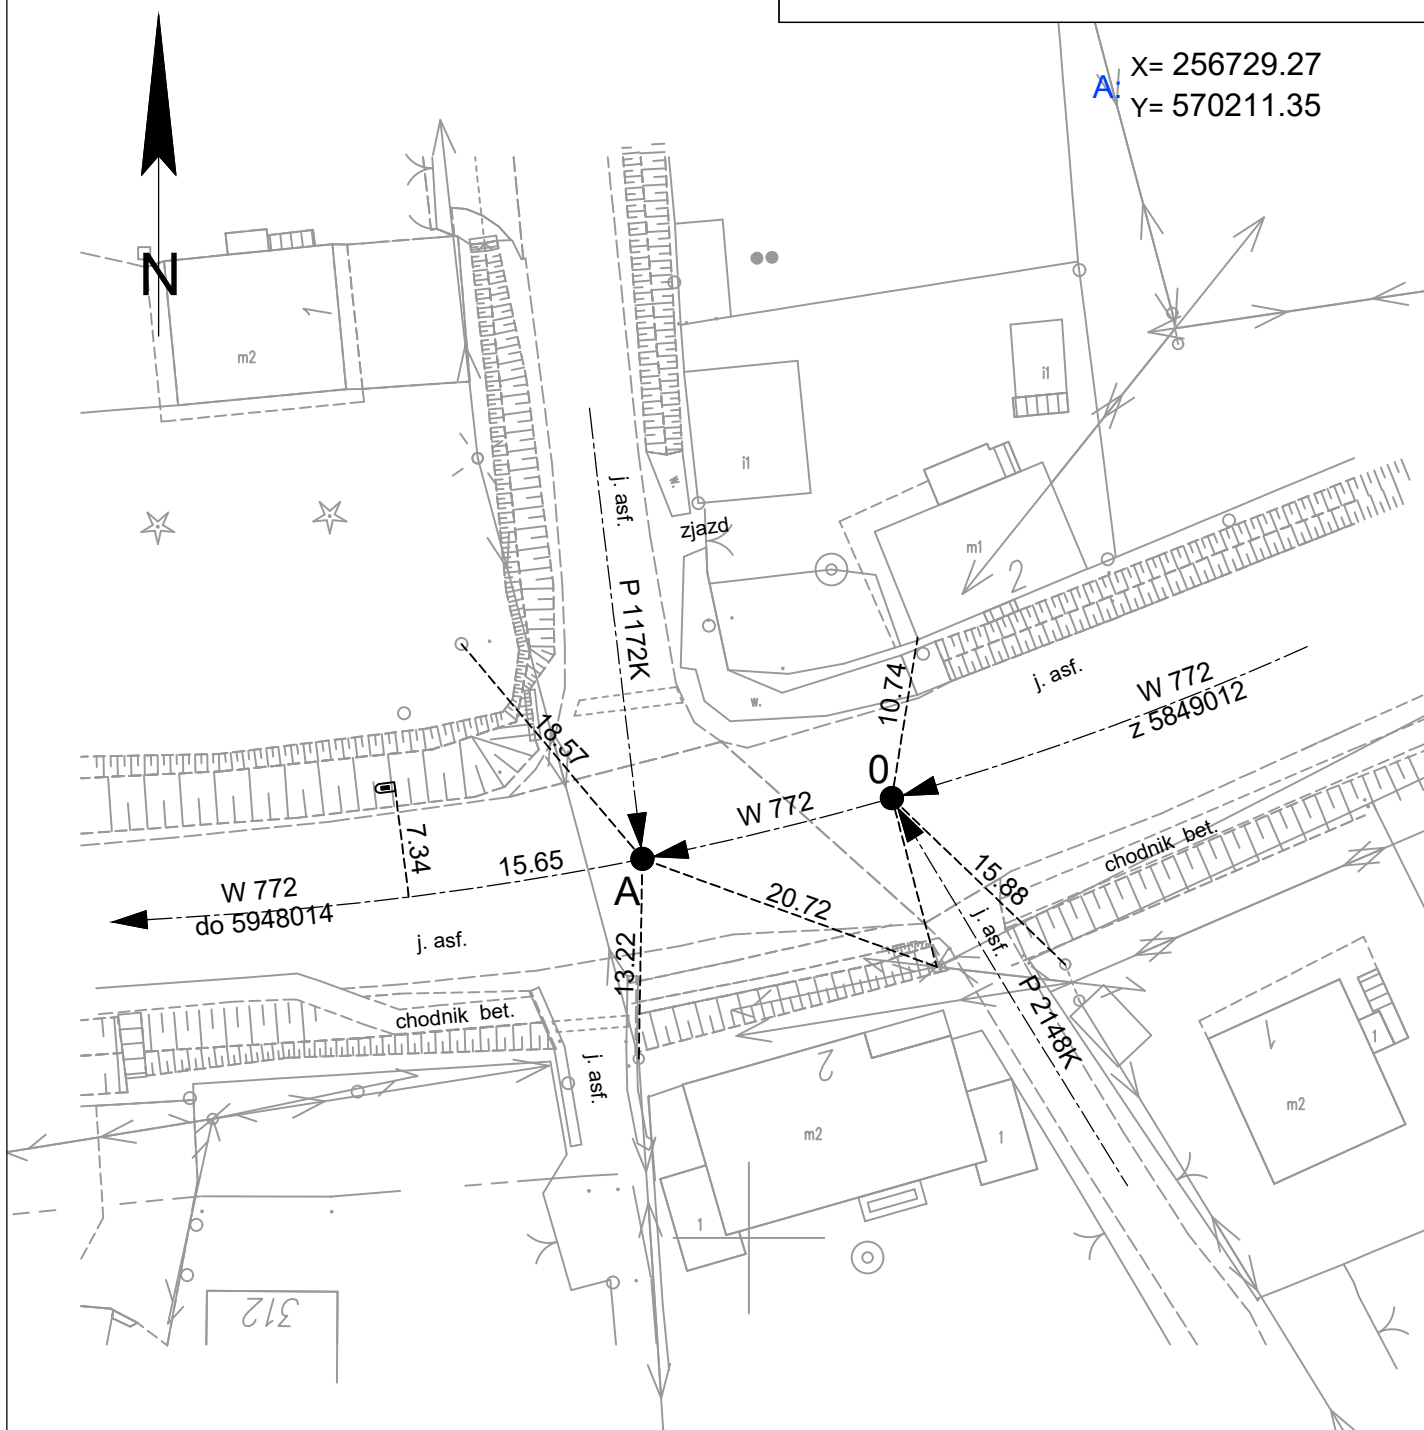 X= 256729.27
A:
Y= 570211.35
N
m2
1
i1
i1
j. asf.
w.
zjazd
m1
2
P 1172K
10.74
j. asf.
W 772
z 5849012
w.
18.57
0
W 772
7.34
15.65
A
W 772
do 5948014
j. asf.
20.72
15.88
chodnik bet.
j. asf.
13.22
P 2148K
chodnik bet.
j. asf.
2
m2
1
1
1
1
m2
312